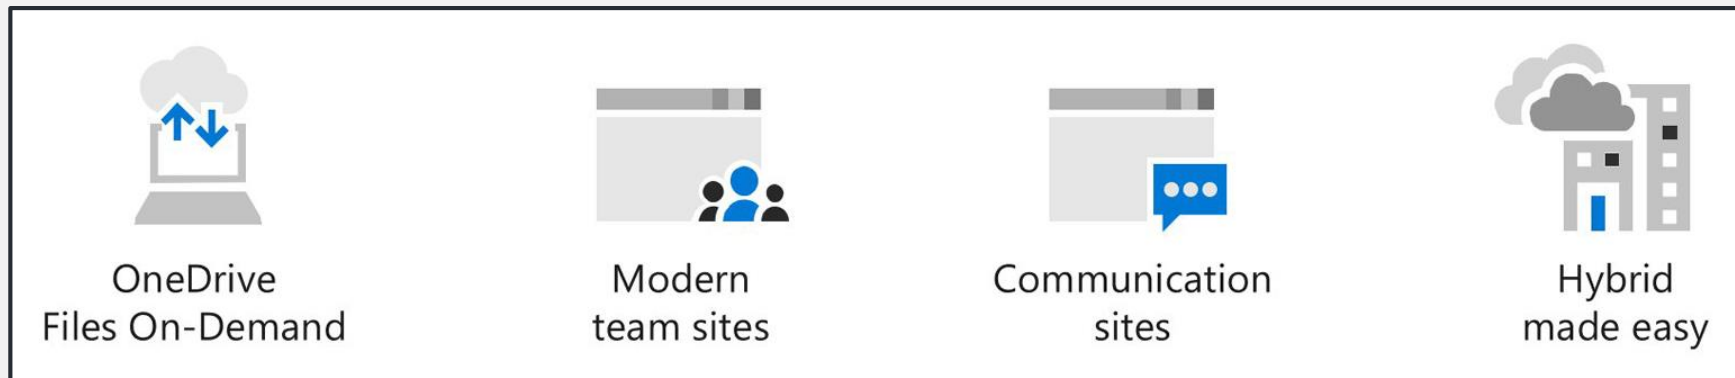 OneDrive
Files On-Demand
Modern
team sites
Communication
sites
Hybrid
made easy